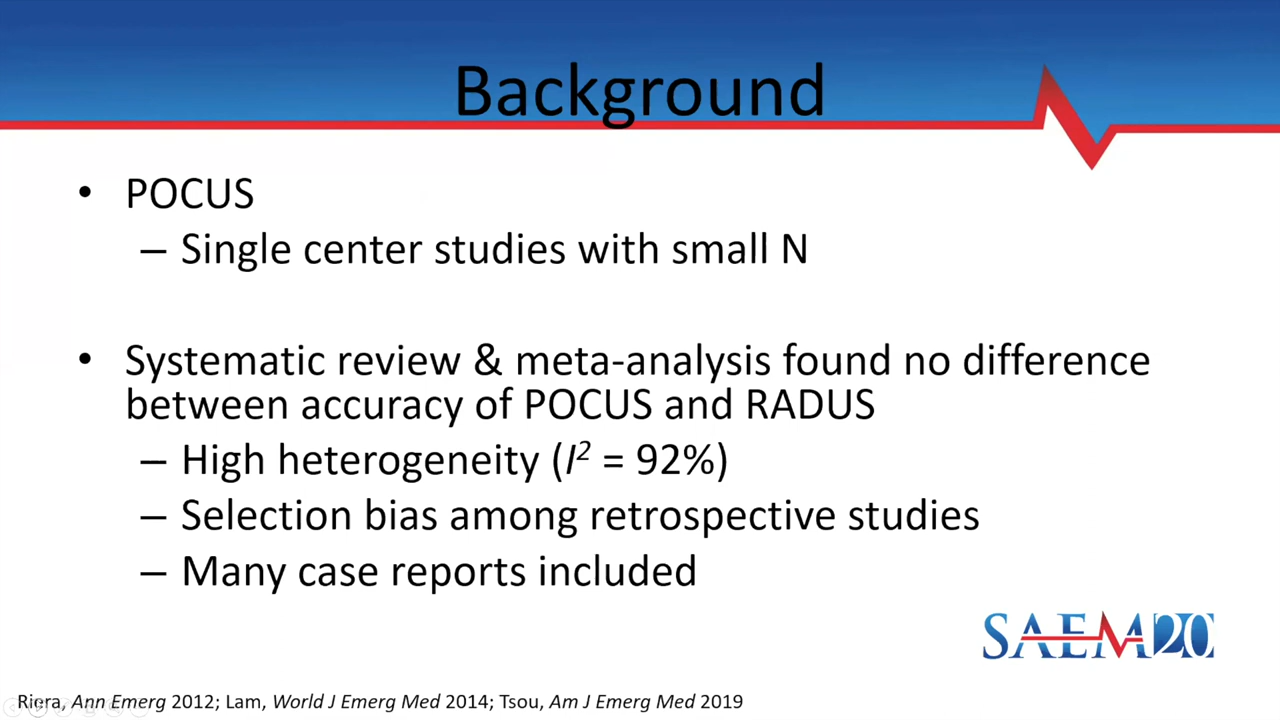 Background
• POCUS
– Single center studies with small N
• Systematic review & meta-analysis found no difference
between accuracy of POCUS and RADUS
– High heterogeneity (I² = 92%)
– Selection bias among retrospective studies
– Many case reports included
SAEM20
Riera, Ann Emerg 2012; Lam, World J Emerg Med 2014; Tsou, Am J Emerg Med 2019